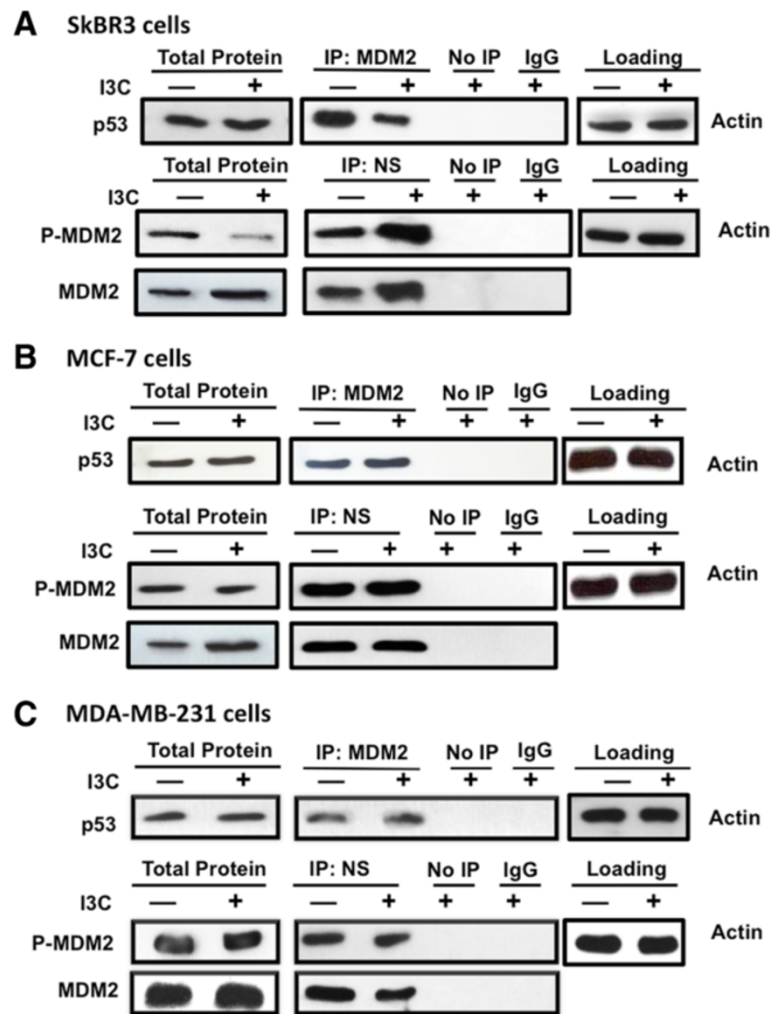 A SkBR3 cells
Total Protein IP: MDM2 No IP IgG Loading
I3C — + — + + + — +
p53 Actin
Total Protein IP: NS No IP IgG Loading
I3C — + — + + + — +
P-MDM2 Actin
MDM2
B MCF-7 cells
Total Protein IP: MDM2 No IP IgG Loading
I3C — + — + + + — +
p53 Actin
Total Protein IP: NS No IP IgG Loading
I3C — + — + + + — +
P-MDM2 Actin
MDM2
C MDA-MB-231 cells
Total Protein IP: MDM2 No IP IgG Loading
I3C — + — + + + — +
p53 Actin
Total Protein IP: NS No IP IgG Loading
I3C — + — + + + — +
P-MDM2 Actin
MDM2